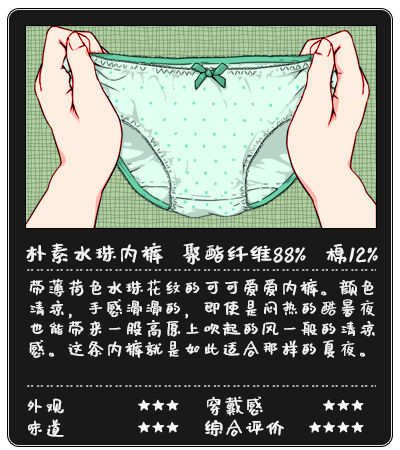 朴素水珠内裤 聚酯纤维88% 棉12%
带薄荷色水珠花纹的可可爱爱内裤。颜色
清凉，手感滑滑的，即使是闷热的酷暑夜
也能带来一股高原上吹起的风一般的清凉
感。这条内裤就是如此适合那样的夏夜。
外观 ★★★ 穿戴感 ★★★
味道 ★★★ 综合评价 ★★★★